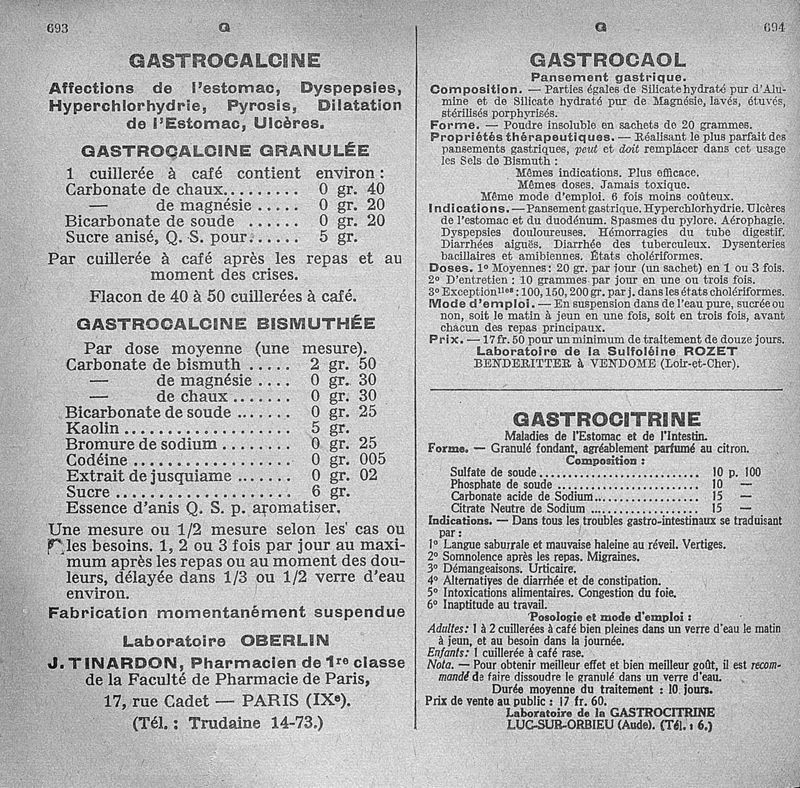 693 G
GASTROCALCINE
Affections de l'estomac, Dyspepsies,
Hyperchlorhydrie, Pyrosis, Dilatation
de l'Estomac, Ulcères.
GASTROCALCINE GRANULÉE
1 cuillerée à café contient environ :
Carbonate de chaux......... 0 gr. 40
— de magnésie ..... 0 gr. 20
Bicarbonate de soude ...... 0 gr. 20
Sucre anisé, Q. S. pour...... 5 gr.
Par cuillerée à café après les repas et au
moment des crises.
Flacon de 40 à 50 cuillerées à café.
GASTROCALCINE BISMUTHÉE
Par dose moyenne (une mesure).
Carbonate de bismuth ..... 2 gr. 50
— de magnésie .... 0 gr. 30
— de chaux ....... 0 gr. 30
Bicarbonate de soude ....... 0 gr. 25
Kaolin ..................... 5 gr.
Bromure de sodium ........ 0 gr. 25
Codéine .................... 0 gr. 005
Extrait de jusquiame ....... 0 gr. 02
Sucre ...................... 6 gr.
Essence d'anis Q. S. p. aromatiser.
Une mesure ou 1/2 mesure selon les cas ou
les besoins. 1, 2 ou 3 fois par jour au maxi-
mum après les repas ou au moment des dou-
leurs, délayée dans 1/3 ou 1/2 verre d'eau
environ.
Fabrication momentanément suspendue
Laboratoire OBERLIN
J. TINARDON, Pharmacien de 1re classe
de la Faculté de Pharmacie de Paris,
17, rue Cadet — PARIS (IXe).
(Tél. : Trudaine 14-73.)
G 694
GASTROCAOL
Pansement gastrique.
Composition. — Parties égales de Silicate hydraté pur d'Alu-
mine et de Silicate hydraté pur de Magnésie, lavés, étuvés,
stérilisés porphyrisés.
Forme. — Poudre insoluble en sachets de 20 grammes.
Propriétés thérapeutiques. — Réalisant le plus parfait des
pansements gastriques, peut et doit remplacer dans cet usage
les Sels de Bismuth :
Mêmes indications. Plus efficace.
Mêmes doses. Jamais toxique.
Même mode d'emploi. 6 fois moins coûteux.
Indications. — Pansement gastrique. Hyperchlorhydrie. Ulcères
de l'estomac et du duodénum. Spasmes du pylore. Aérophagie.
Dyspepsies douloureuses. Hémorragies du tube digestif.
Diarrhées aiguës. Diarrhée des tuberculeux. Dysenteries
bacillaires et amibiennes. États cholériformes.
Doses. 1° Moyennes : 20 gr. par jour (un sachet) en 1 ou 3 fois.
2° D'entretien : 10 grammes par jour en une ou trois fois.
3° Exceptionlles : 100, 150, 200 gr. par j. dans les états cholériformes.
Mode d'emploi. — En suspension dans de l'eau pure, sucrée ou
non, soit le matin à jeun en une fois, soit en trois fois, avant
chacun des repas principaux.
Prix. — 17 fr. 50 pour un minimum de traitement de douze jours.
Laboratoire de la Sulfoléine ROZET
BENDERITTER à VENDOME (Loir-et-Cher).
GASTROCITRINE
Maladies de l'Estomac et de l'Intestin.
Forme. — Granulé fondant, agréablement parfumé au citron.
Composition :
Sulfate de soude .......................... 10 p. 100
Phosphate de soude ....................... 10 —
Carbonate acide de Sodium................. 15 —
Citrate Neutre de Sodium .................. 15 —
Indications. — Dans tous les troubles gastro-intestinaux se traduisant
par :
1° Langue saburrale et mauvaise haleine au réveil. Vertiges.
2° Somnolence après les repas. Migraines.
3° Démangeaisons. Urticaire.
4° Alternatives de diarrhée et de constipation.
5° Intoxications alimentaires. Congestion du foie.
6° Inaptitude au travail.
Posologie et mode d'emploi :
Adultes: 1 à 2 cuillerées à café bien pleines dans un verre d'eau le matin
à jeun, et au besoin dans la journée.
Enfants: 1 cuillerée à café rase.
Nota. — Pour obtenir meilleur effet et bien meilleur goût, il est recom-
mandé de faire dissoudre le granulé dans un verre d'eau.
Durée moyenne du traitement : 10 jours.
Prix de vente au public : 17 fr. 60.
Laboratoire de la GASTROCITRINE
LUC-SUR-ORBIEU (Aude). (Tél. : 6.)